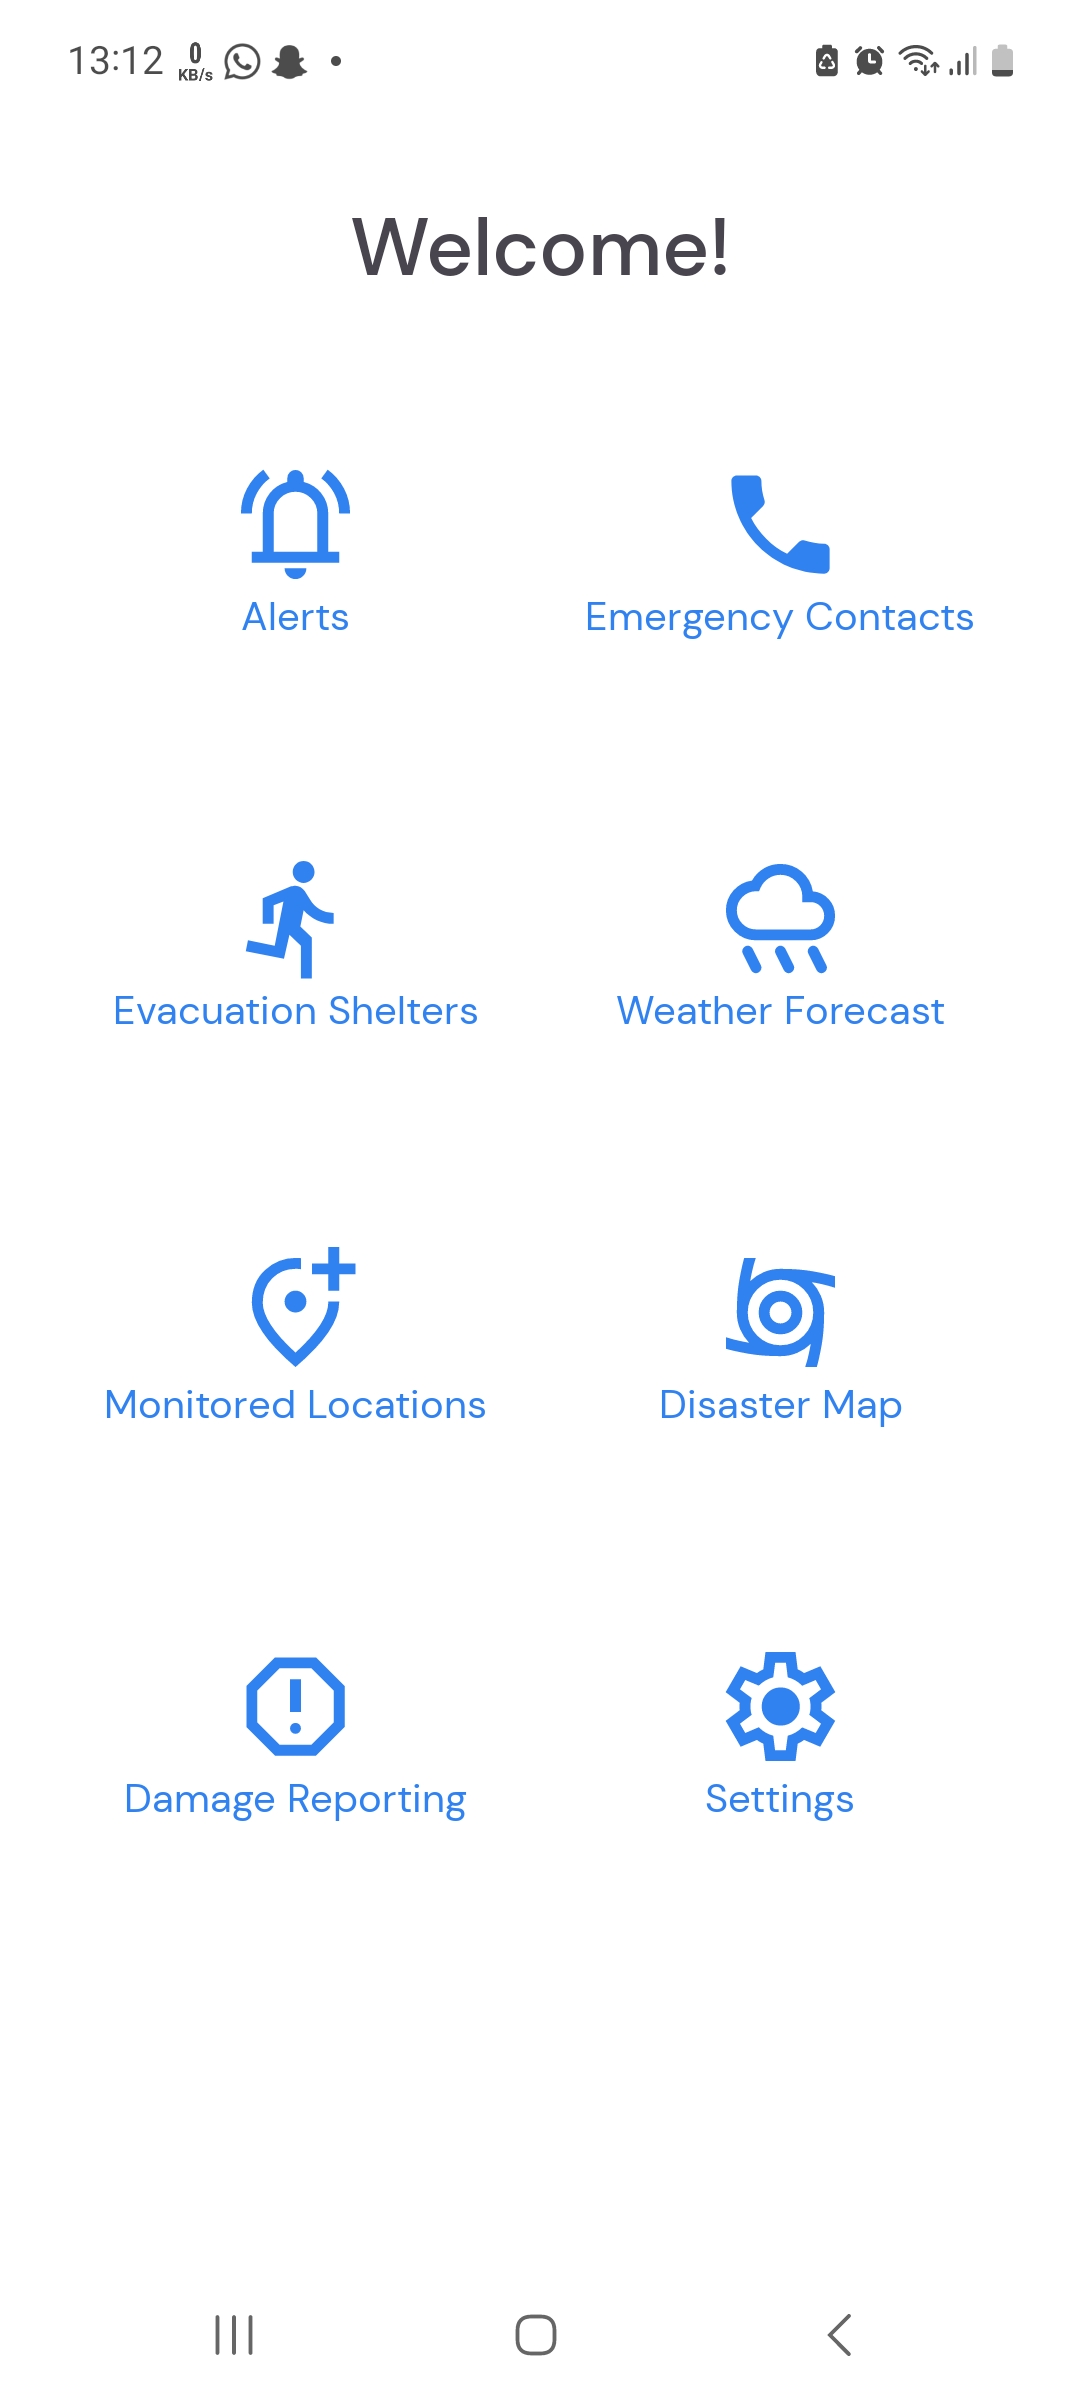 13:12 0 KB/s
Welcome!
Alerts
Emergency Contacts
Evacuation Shelters
Weather Forecast
Monitored Locations
Disaster Map
Damage Reporting
Settings